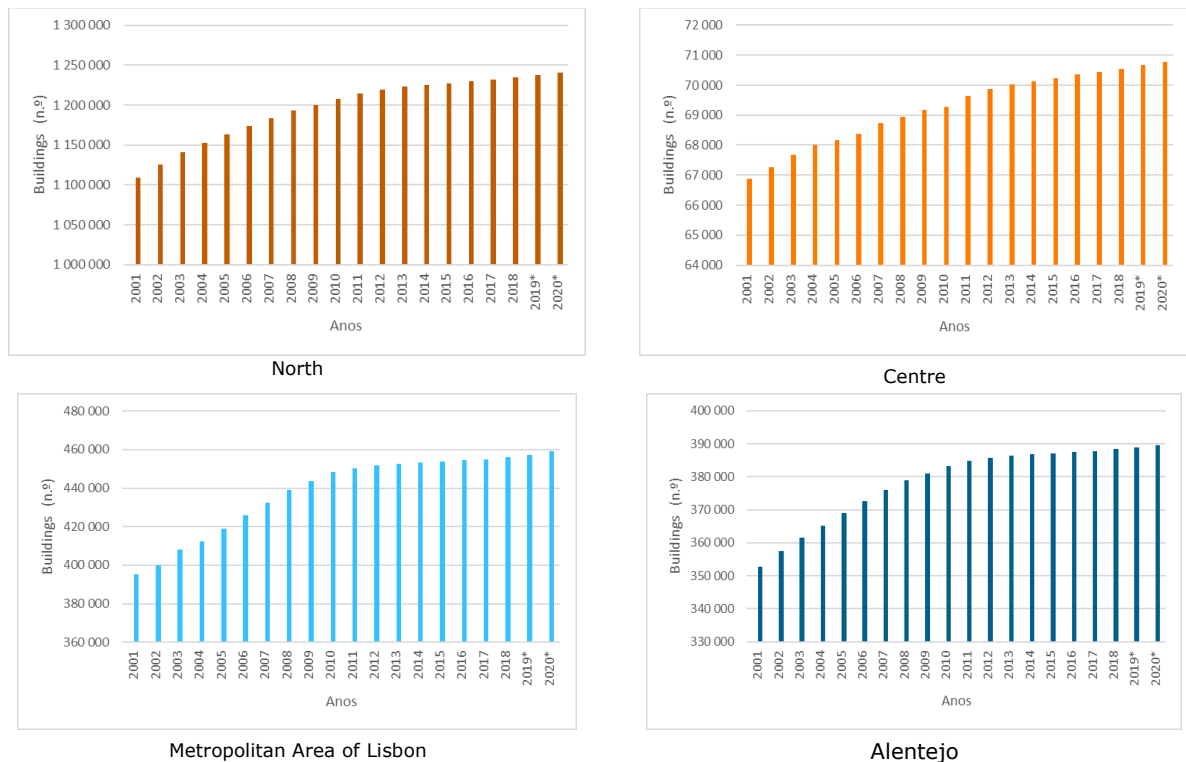 1 300 000
1 250 000
1 200 000
1 150 000
1 100 000
1 050 000
1 000 000
Buildings (n.º)
2001 2002 2003 2004 2005 2006 2007 2008 2009 2010 2011 2012 2013 2014 2015 2016 2017 2018 2019* 2020*
Anos
North
72 000
71 000
70 000
69 000
68 000
67 000
66 000
65 000
64 000
Buildings (n.º)
2001 2002 2003 2004 2005 2006 2007 2008 2009 2010 2011 2012 2013 2014 2015 2016 2017 2018 2019* 2020*
Anos
Centre
480 000
460 000
440 000
420 000
400 000
380 000
360 000
Buildings (n.º)
2001 2002 2003 2004 2005 2006 2007 2008 2009 2010 2011 2012 2013 2014 2015 2016 2017 2018 2019* 2020*
Anos
Metropolitan Area of Lisbon
400 000
390 000
380 000
370 000
360 000
350 000
340 000
330 000
Buildings (n.º)
2001 2002 2003 2004 2005 2006 2007 2008 2009 2010 2011 2012 2013 2014 2015 2016 2017 2018 2019* 2020*
Anos
Alentejo